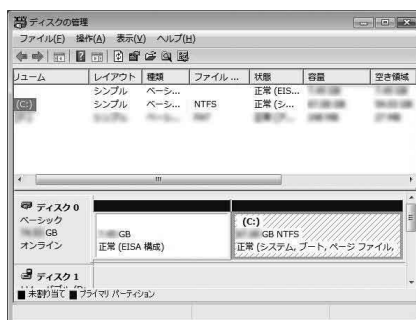 ディスクの管理
ファイル(F) 操作(A) 表示(V) ヘルプ(H)
リューム レイアウト 種類 ファイル ... 状態 容量 空き領域
シンプル ベーシ... 正常 (EIS...
(C:) シンプル ベーシ... NTFS 正常 (シ...
シンプル
ディスク 0
ベーシック
GB
オンライン
GB
正常 (EISA 構成)
(C:)
GB NTFS
正常 (システム, ブート, ページ ファイル,
ディスク 1
未割り当て プライマリ パーティション